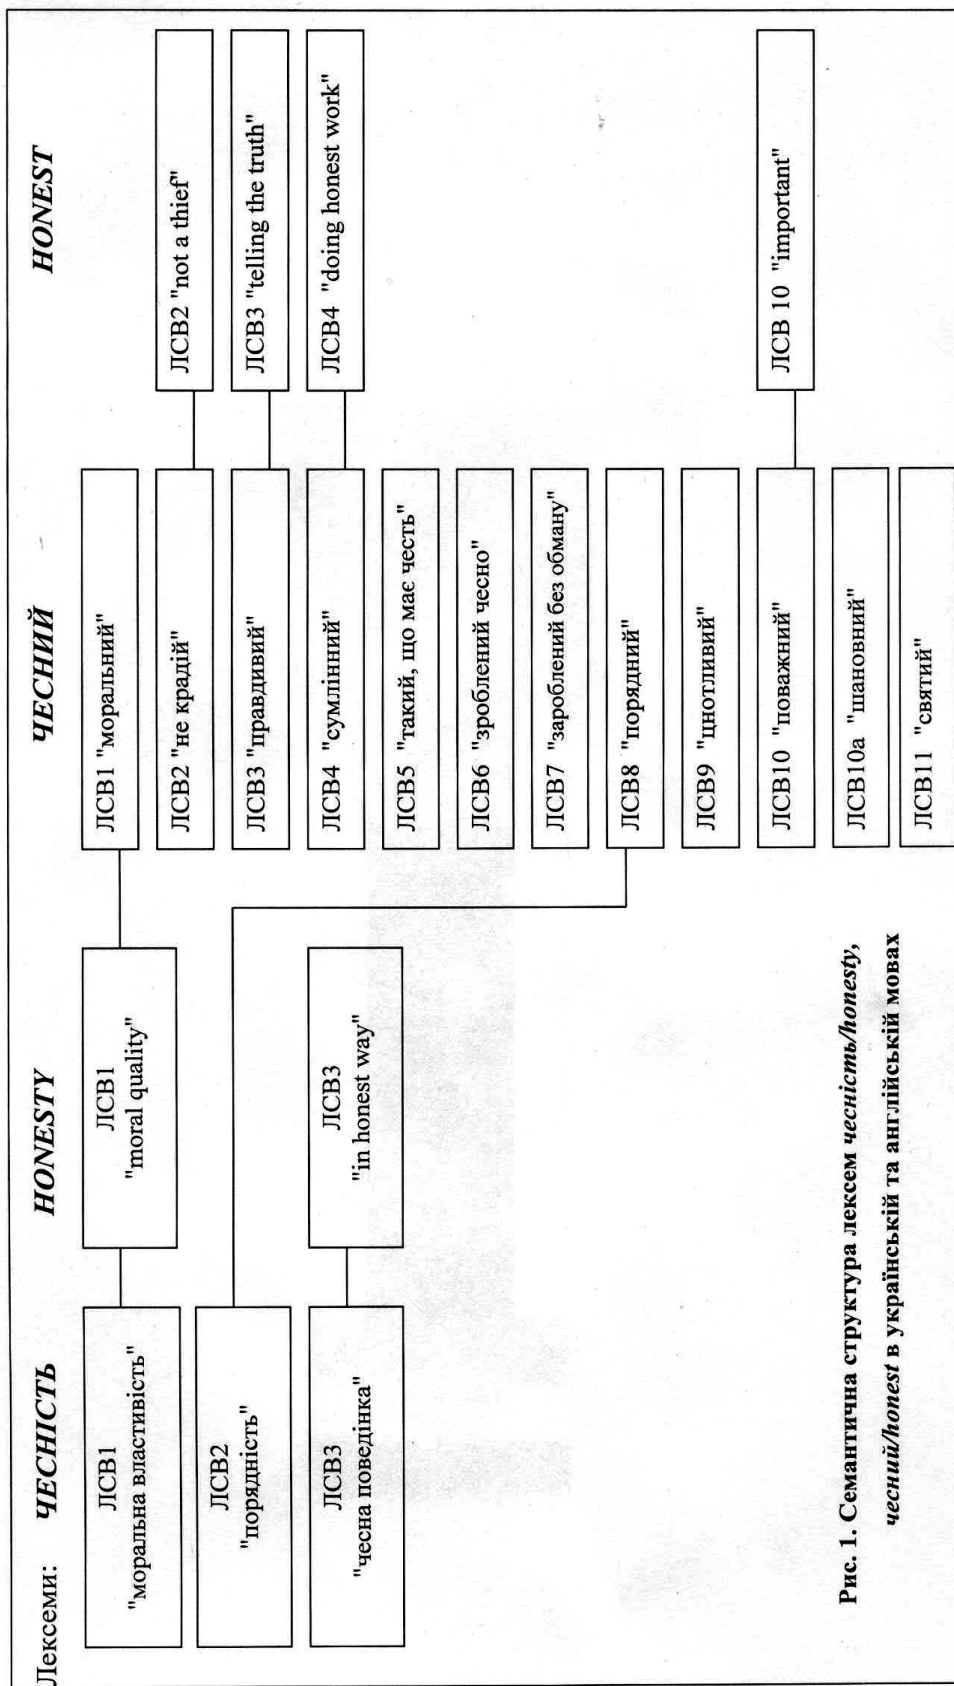 Лексеми: ЧЕСНІСТЬ HONESTY ЧЕСНИЙ HONEST
ЛСВ1
"моральна властивість"
ЛСВ2
"порядність"
ЛСВ3
"чесна поведінка"
ЛСВ1
"moral quality"
ЛСВ3
"in honest way"
ЛСВ1 "моральний"
ЛСВ2 "не крадій"
ЛСВ3 "правдивий"
ЛСВ4 "сумлінний"
ЛСВ5 "такий, що має честь"
ЛСВ6 "зроблений чесно"
ЛСВ7 "зароблений без обману"
ЛСВ8 "порядний"
ЛСВ9 "цнотливий"
ЛСВ10 "поважний"
ЛСВ10а "шановний"
ЛСВ11 "святий"
ЛСВ2 "not a thief"
ЛСВ3 "telling the truth"
ЛСВ4 "doing honest work"
ЛСВ 10 "important"
Рис. 1. Семантична структура лексем чесність/honesty,
чесний/honest в українській та англійській мовах